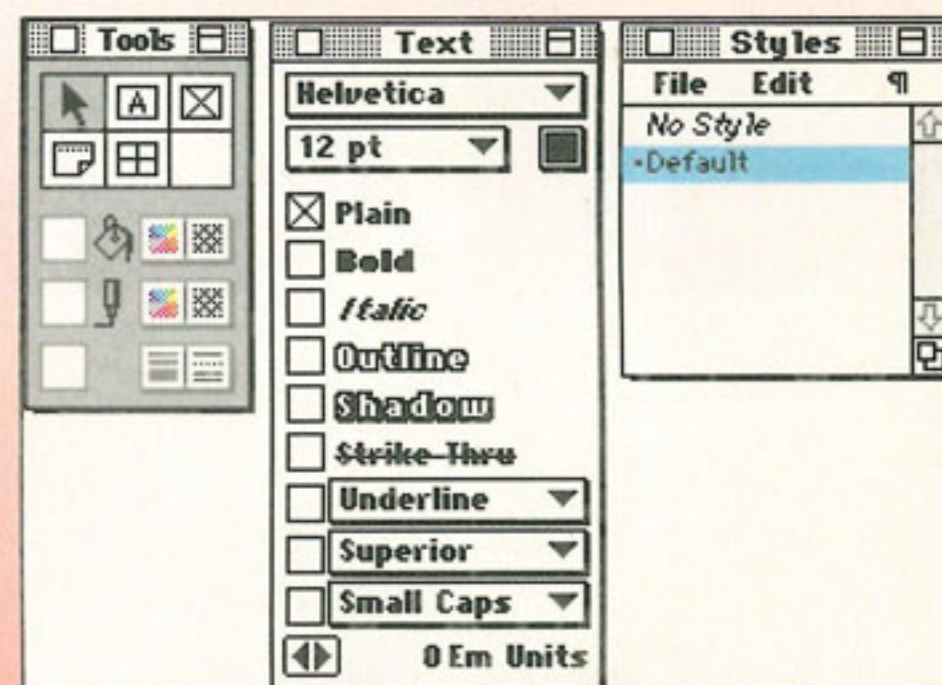 Tools
A
Text
Helvetica
12 pt
Plain
Bold
Italic
Outline
Shadow
Strike Thru
Underline
Superior
Small Caps
0 Em Units
Styles
File Edit ¶
No Style
•Default